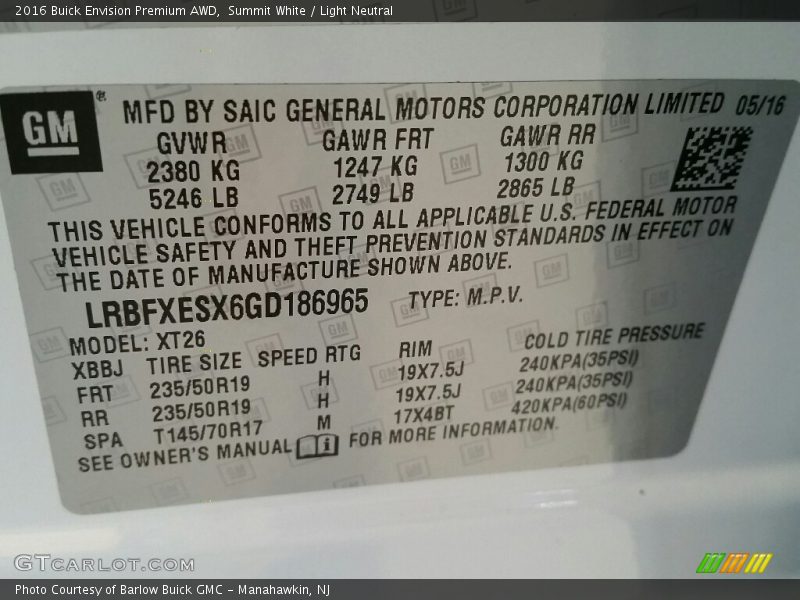 2016 Buick Envision Premium AWD, Summit White / Light Neutral
GM ® MFD BY SAIC GENERAL MOTORS CORPORATION LIMITED 05/16
GVWR GAWR FRT GAWR RR
2380 KG 1247 KG 1300 KG
5246 LB 2749 LB 2865 LB
THIS VEHICLE CONFORMS TO ALL APPLICABLE U.S. FEDERAL MOTOR
VEHICLE SAFETY AND THEFT PREVENTION STANDARDS IN EFFECT ON
THE DATE OF MANUFACTURE SHOWN ABOVE.
LRBFXESX6GD186965 TYPE: M.P.V.
MODEL: XT26
XBBJ TIRE SIZE SPEED RTG RIM COLD TIRE PRESSURE
FRT 235/50R19 H 19X7.5J 240KPA(35PSI)
RR 235/50R19 H 19X7.5J 240KPA(35PSI)
SPA T145/70R17 M 17X4BT 420KPA(60PSI)
SEE OWNER'S MANUAL i FOR MORE INFORMATION.
GTCARLOT.COM
Photo Courtesy of Barlow Buick GMC - Manahawkin, NJ